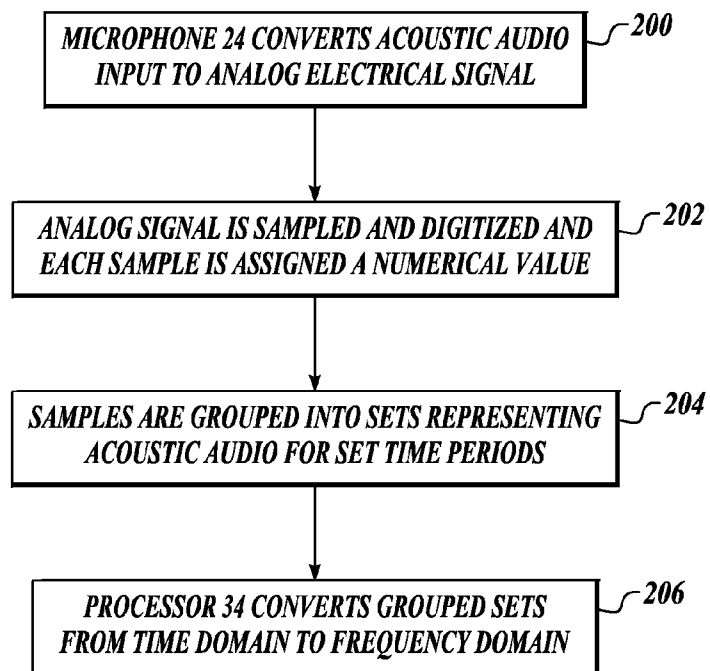 MICROPHONE 24 CONVERTS ACOUSTIC AUDIO
INPUT TO ANALOG ELECTRICAL SIGNAL
200
ANALOG SIGNAL IS SAMPLED AND DIGITIZED AND
EACH SAMPLE IS ASSIGNED A NUMERICAL VALUE
202
SAMPLES ARE GROUPED INTO SETS REPRESENTING
ACOUSTIC AUDIO FOR SET TIME PERIODS
204
PROCESSOR 34 CONVERTS GROUPED SETS
FROM TIME DOMAIN TO FREQUENCY DOMAIN
206